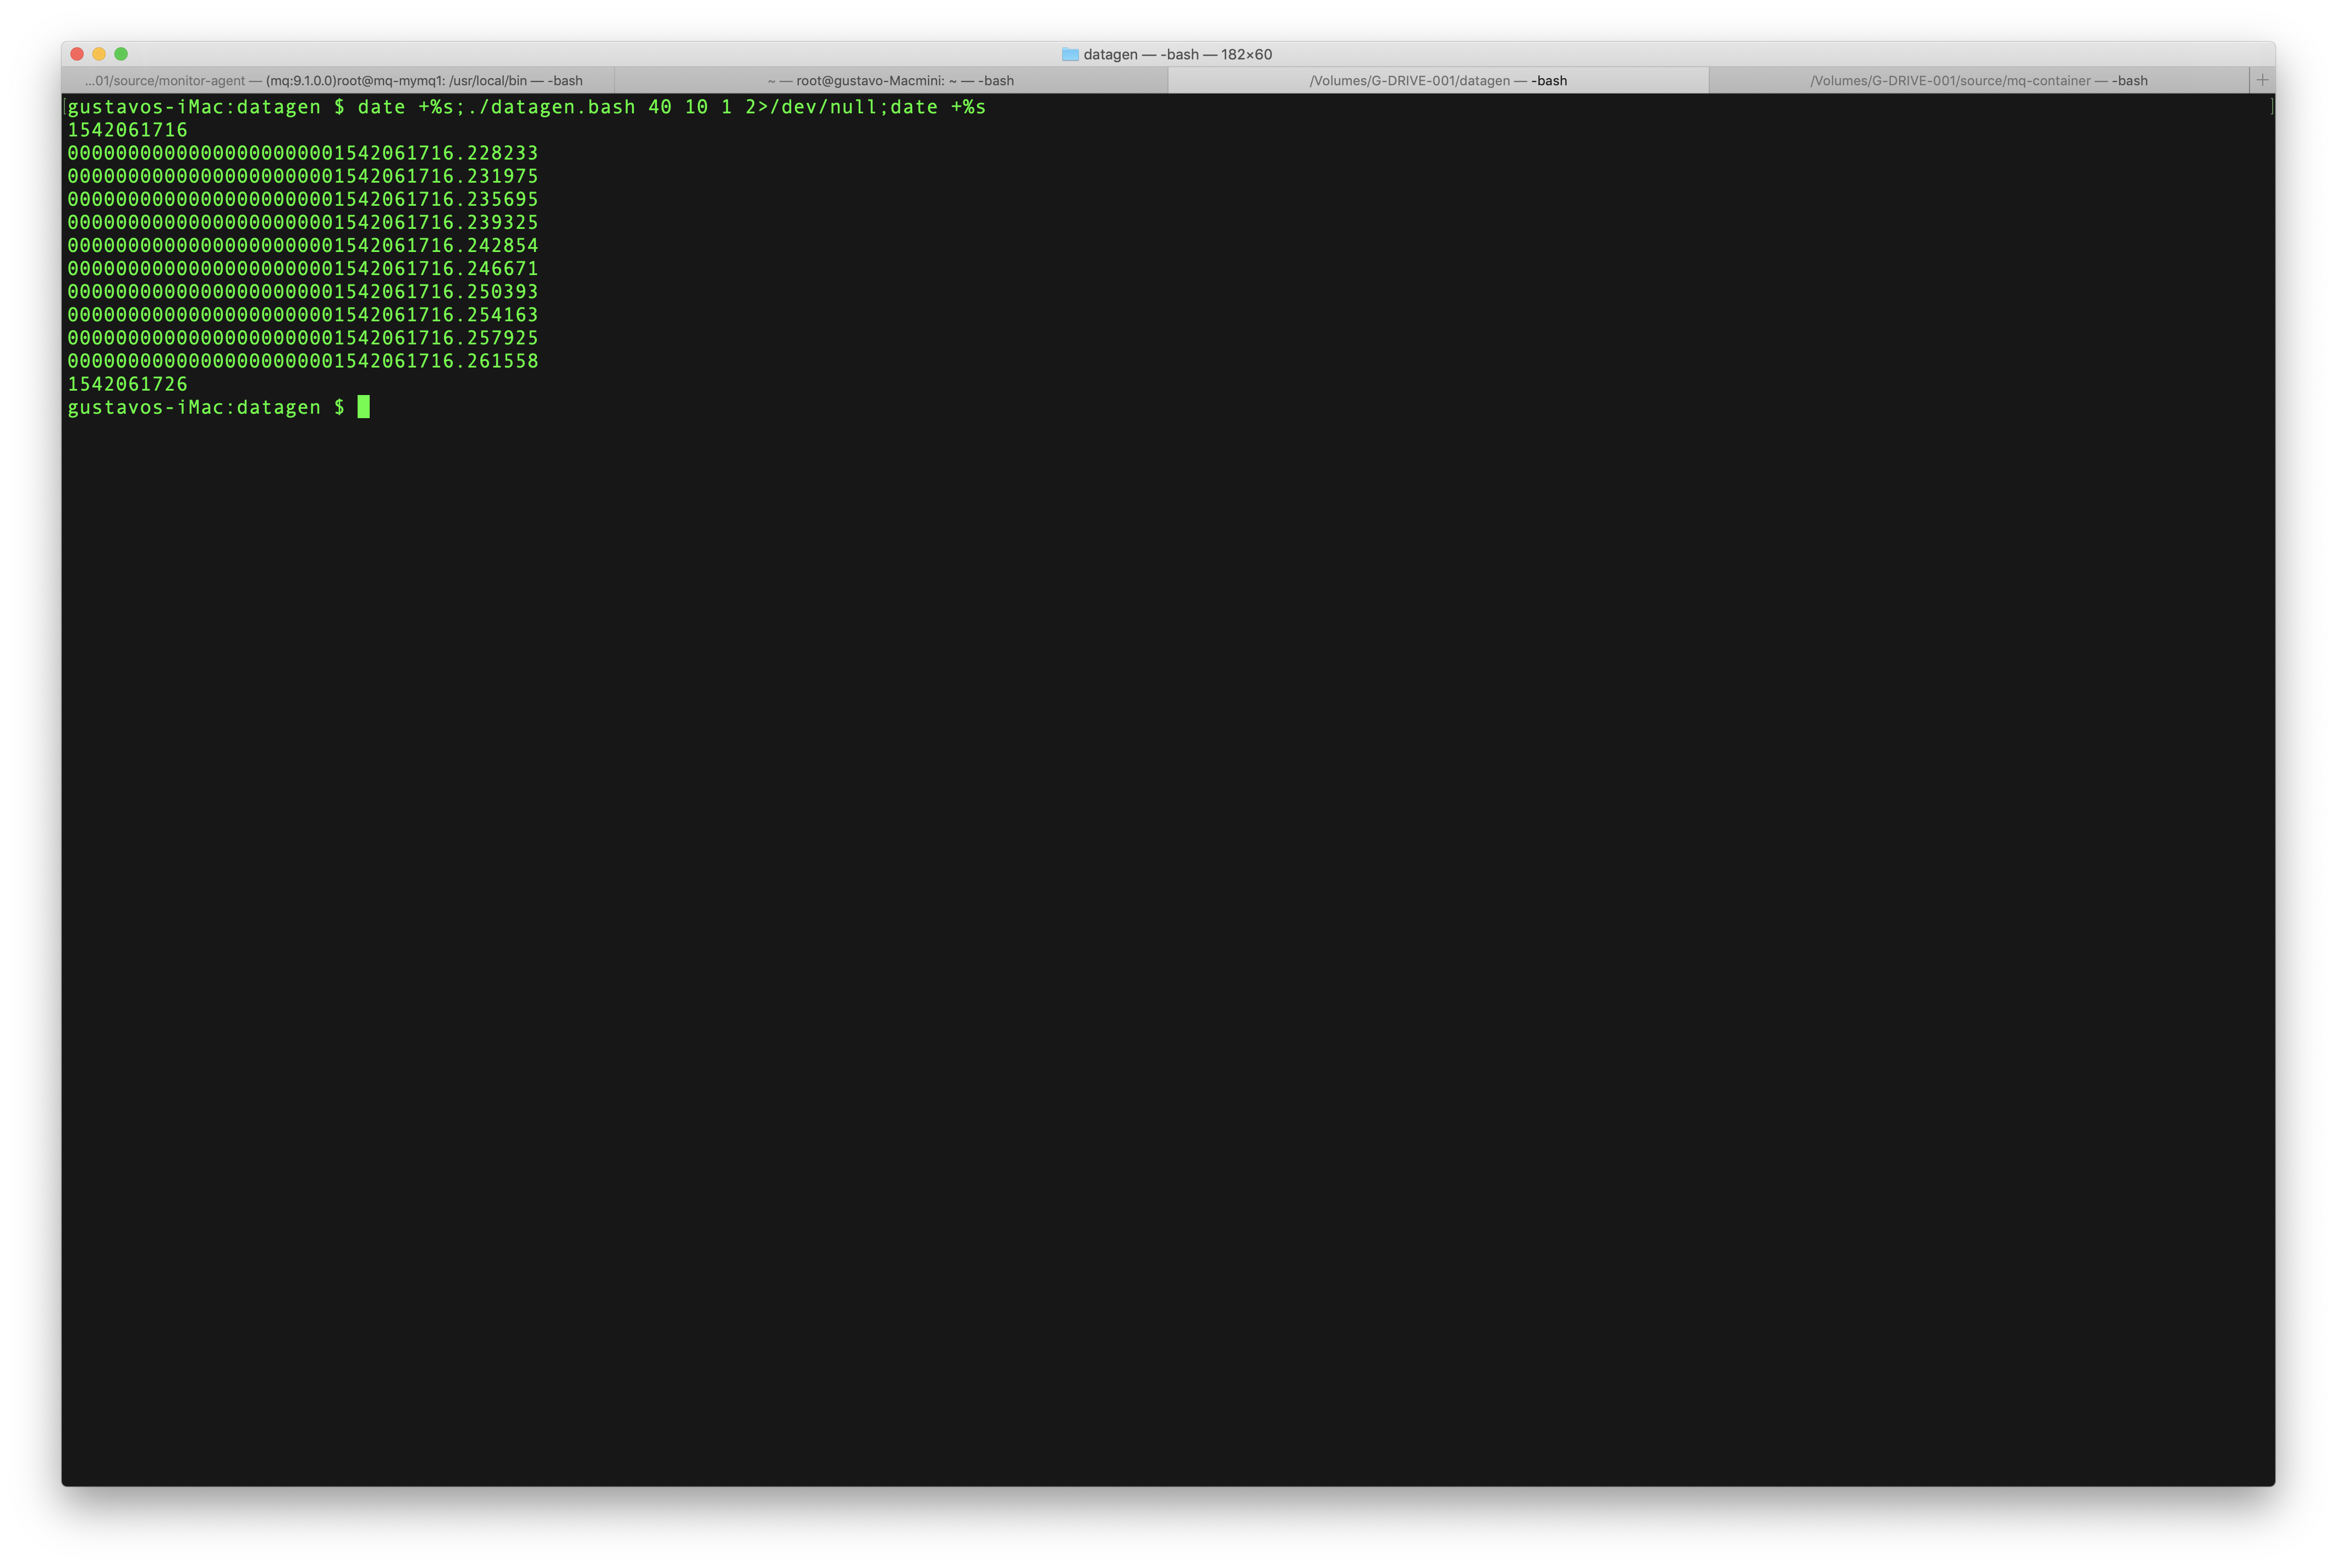 datagen — -bash — 182×60
...01/source/monitor-agent — (mq:9.1.0.0)root@mq-mymq1: /usr/local/bin — -bash
~ — root@gustavo-Macmini: ~ — -bash
/Volumes/G-DRIVE-001/datagen — -bash
/Volumes/G-DRIVE-001/source/mq-container — -bash
[gustavos-iMac:datagen $ date +%s;./datagen.bash 40 10 1 2>/dev/null;date +%s ]
1542061716
00000000000000000000001542061716.228233
00000000000000000000001542061716.231975
00000000000000000000001542061716.235695
00000000000000000000001542061716.239325
00000000000000000000001542061716.242854
00000000000000000000001542061716.246671
00000000000000000000001542061716.250393
00000000000000000000001542061716.254163
00000000000000000000001542061716.257925
00000000000000000000001542061716.261558
1542061726
gustavos-iMac:datagen $